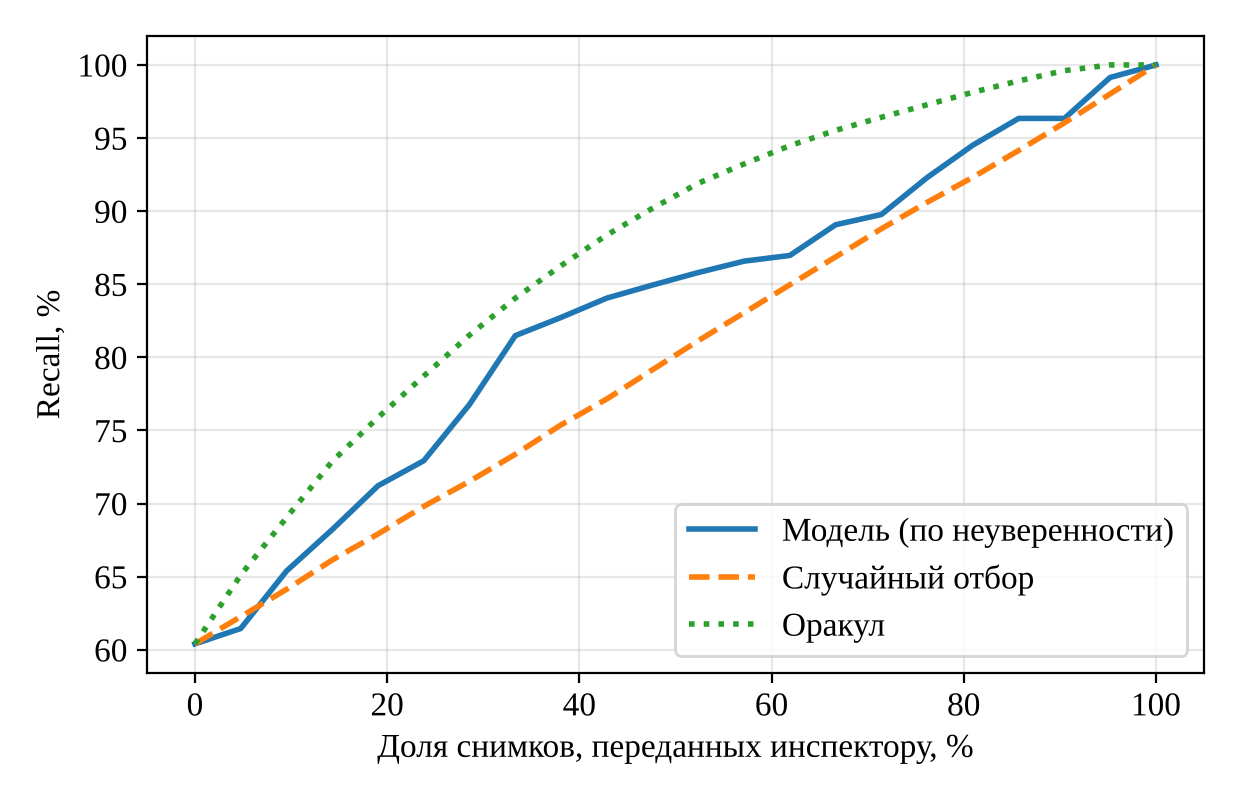 100
95
90
85
80
75
70
65
60
Recall, %
Модель (по неуверенности)
Случайный отбор
Оракул
0 20 40 60 80 100
Доля снимков, переданных инспектору, %